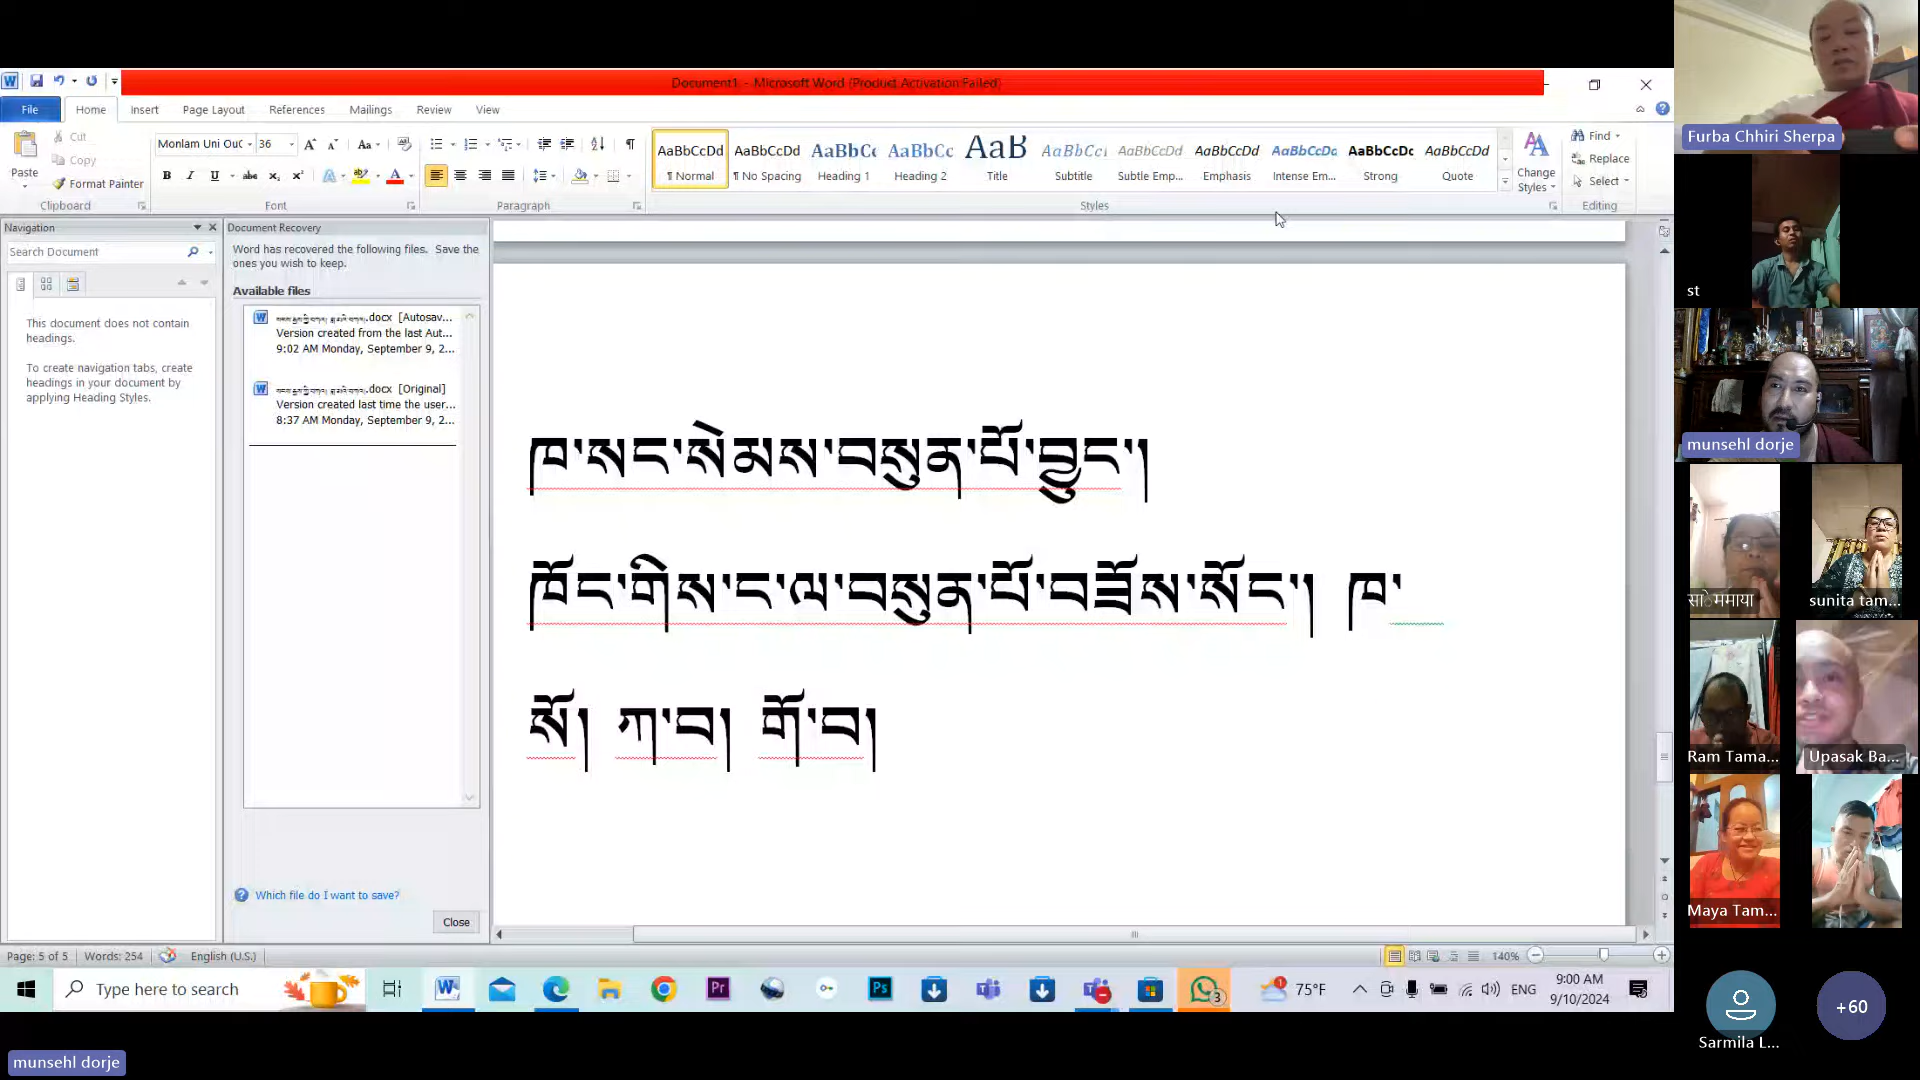 Document1 - Microsoft Word (Product Activation Failed)
File Home Insert Page Layout References Mailings Review View
Paste
Cut
Copy
Format Painter
Clipboard
Monlam Uni OuC 36
Font
Paragraph
AaBbCcDd AaBbCcDd AaBbCc AaBbCc AaB AaBbCcI AaBbCcDd AaBbCcDd AaBbCcDc AaBbCcDc AaBbCcDd
¶ Normal ¶ No Spacing Heading 1 Heading 2 Title Subtitle Subtle Emp... Emphasis Intense Em... Strong Quote
Styles
Change Styles
Find
Replace
Select
Editing
Navigation
Search Document
This document does not contain
headings.
To create navigation tabs, create
headings in your document by
applying Heading Styles.
Document Recovery
Word has recovered the following files. Save the
ones you wish to keep.
Available files
.docx [Autosav...
Version created from the last Aut...
9:02 AM Monday, September 9, 2...
.docx [Original]
Version created last time the user...
8:37 AM Monday, September 9, 2...
Which file do I want to save?
Close
ཁ་སང་སེམས་བསུན་པོ་བྱུང་།
ཁོང་གིས་ང་ལ་བསུན་པོ་བཟོས་སོང་། ཁ་
སོ། ཀ་བ། གོ་བ།
Page: 5 of 5 Words: 254 English (U.S.) 140%
Type here to search
Pr
Ps
3
1
75°F
ENG
9:00 AM
9/10/2024
Furba Chhiri Sherpa
st
munsehl dorje
सोममाया
sunita tam...
Ram Tama...
Upasak Ba...
Maya Tam...
Sarmila L...
+60
munsehl dorje